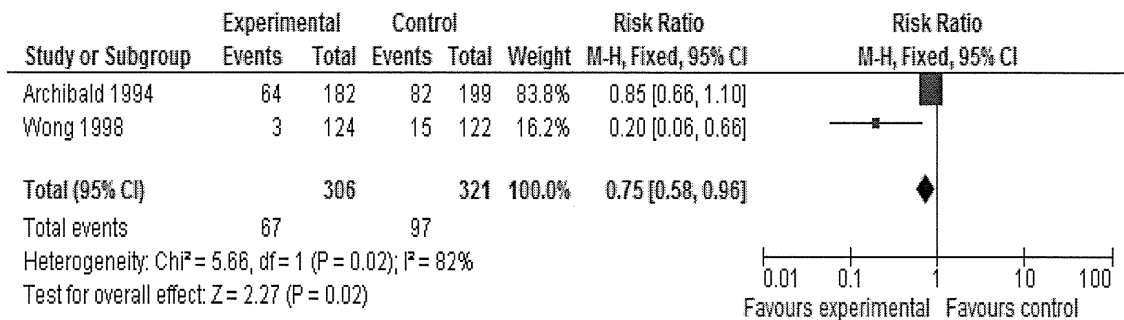 Experimental Control Risk Ratio Risk Ratio
Study or Subgroup Events Total Events Total Weight M-H, Fixed, 95% CI M-H, Fixed, 95% CI
Archibald 1994 64 182 82 199 83.8% 0.85 [0.66, 1.10]
Wong 1998 3 124 15 122 16.2% 0.20 [0.06, 0.66]
Total (95% CI) 306 321 100.0% 0.75 [0.58, 0.96]
Total events 67 97
Heterogeneity: Chi² = 5.66, df = 1 (P = 0.02); I² = 82%
Test for overall effect: Z = 2.27 (P = 0.02)
0.01 0.1 1 10 100
Favours experimental Favours control